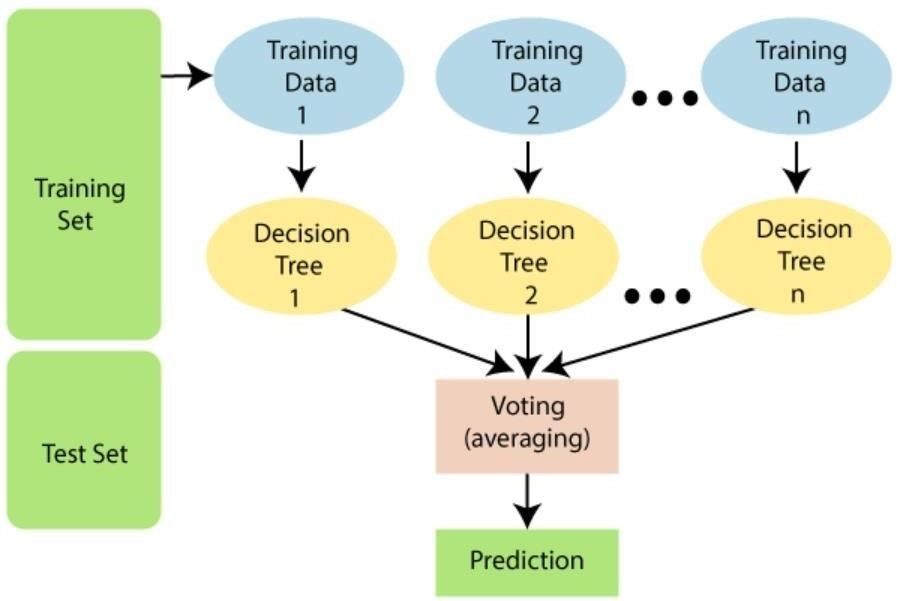 Training
Set
Training
Data
1
Training
Data
2
Training
Data
n
Decision
Tree
1
Decision
Tree
2
Decision
Tree
n
Test Set
Voting
(averaging)
Prediction